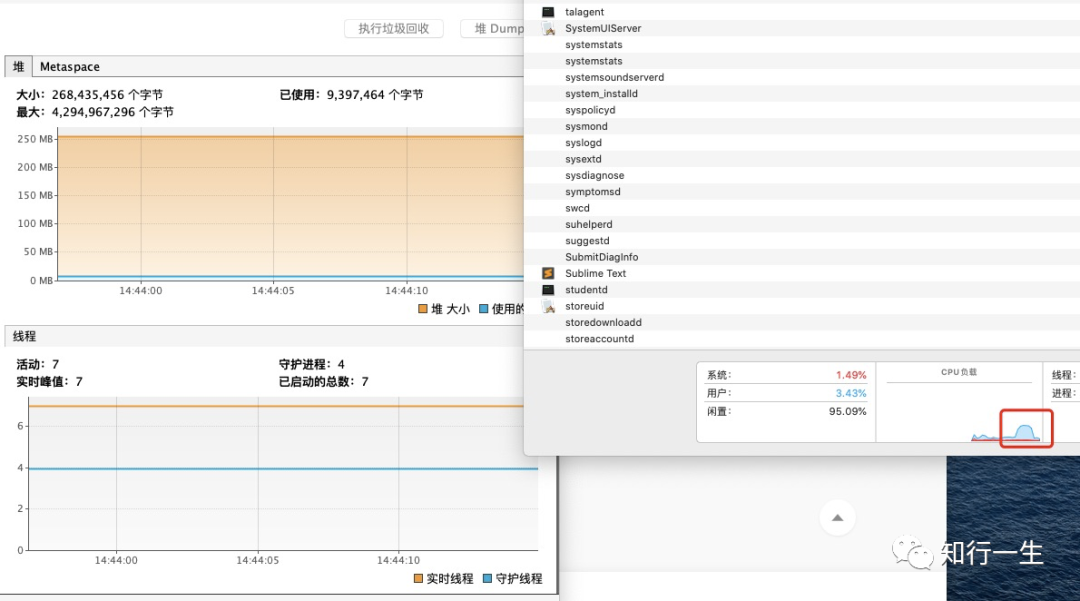 执行垃圾回收
堆 Dump
堆 Metaspace
大小: 268,435,456 个字节
已使用: 9,397,464 个字节
最大: 4,294,967,296 个字节
250 MB
200 MB
150 MB
100 MB
50 MB
0 MB
14:44:00 14:44:05 14:44:10
堆 大小 使用的
线程
活动: 7
守护进程: 4
实时峰值: 7
已启动的总数: 7
6
4
2
0
14:44:00 14:44:05 14:44:10
实时线程 守护线程
talagent
SystemUIServer
systemstats
systemstats
systemsoundserverd
system_installd
syspolicyd
sysmond
syslogd
sysextd
sysdiagnose
symptomsd
swcd
suhelperd
suggestd
SubmitDiagInfo
Sublime Text
studentd
storeuid
storedownloadd
storeaccountd
系统: 1.49%
用户: 3.43%
闲置: 95.09%
CPU负载
线程:
进程:
知行一生